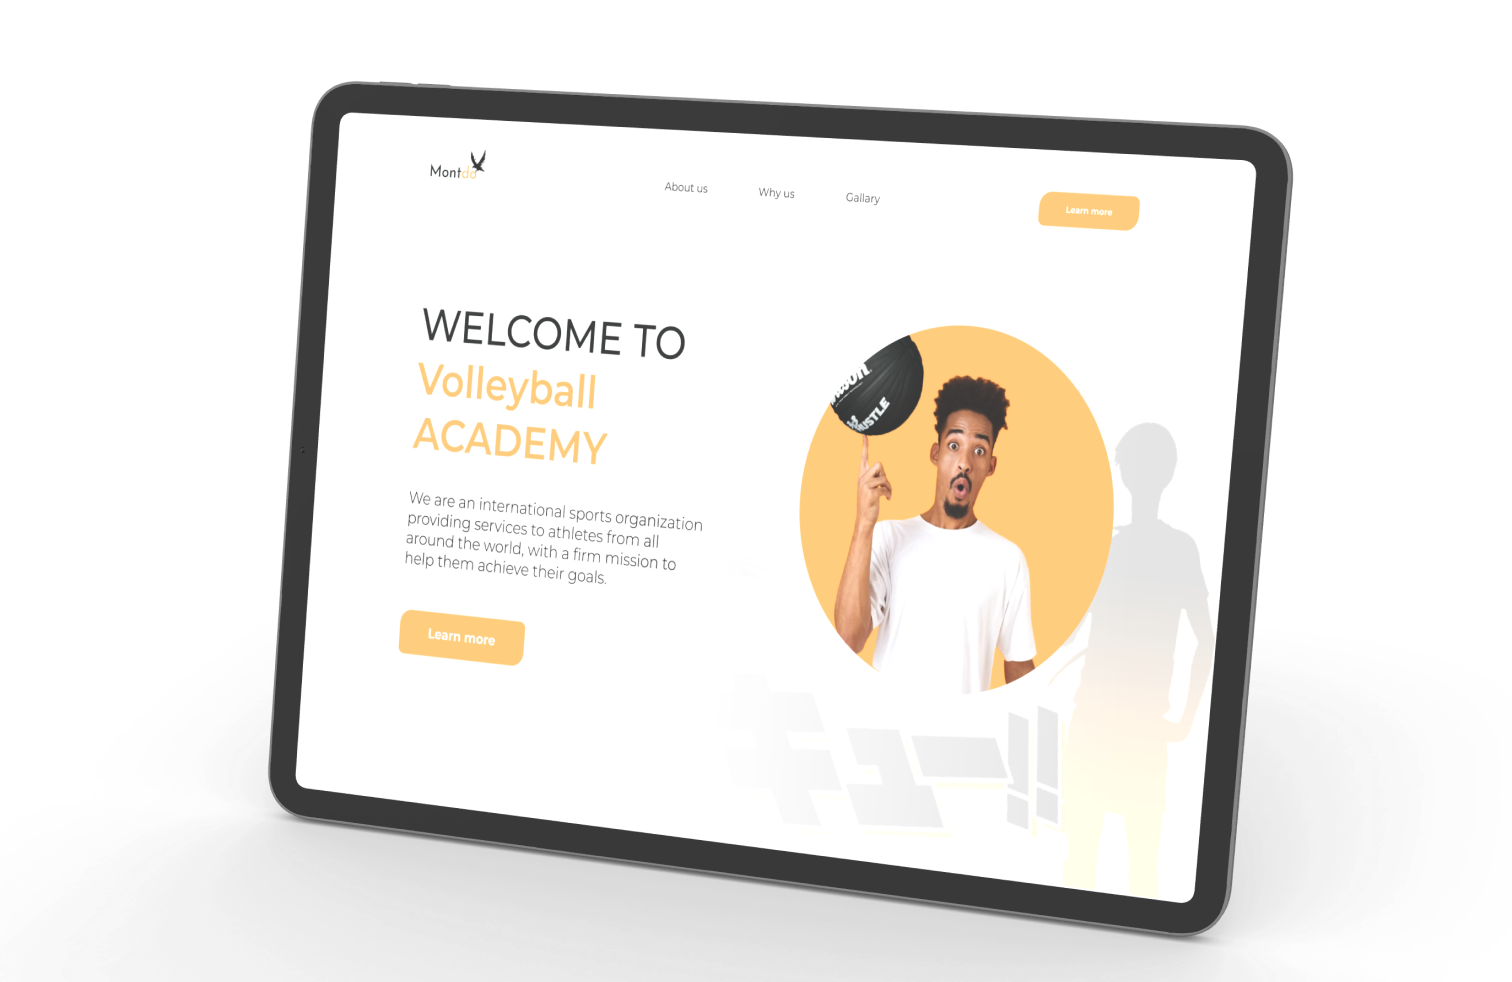 Montdo
About us
Why us
Gallary
Learn more
WELCOME TO
Volleyball
ACADEMY
We are an international sports organization
providing services to athletes from all
around the world, with a firm mission to
help them achieve their goals.
Learn more